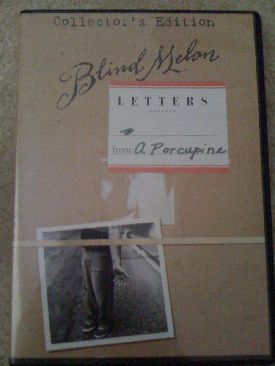 Collector's Edition
Blind Melon
LETTERS
from A Porcupine